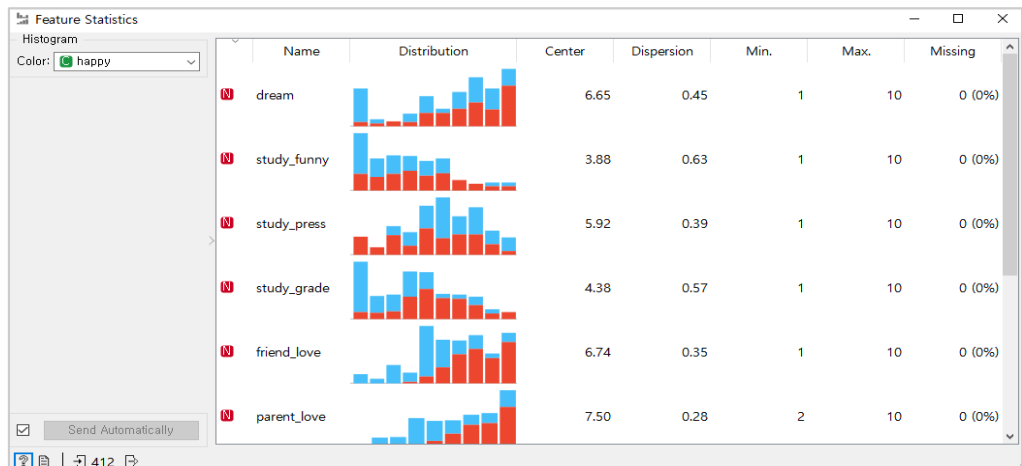 Feature Statistics
Histogram
Color: C happy
Name Distribution Center Dispersion Min. Max. Missing
N dream 6.65 0.45 1 10 0 (0%)
N study_funny 3.88 0.63 1 10 0 (0%)
N study_press 5.92 0.39 1 10 0 (0%)
N study_grade 4.38 0.57 1 10 0 (0%)
N friend_love 6.74 0.35 1 10 0 (0%)
N parent_love 7.50 0.28 2 10 0 (0%)
Send Automatically
? 412